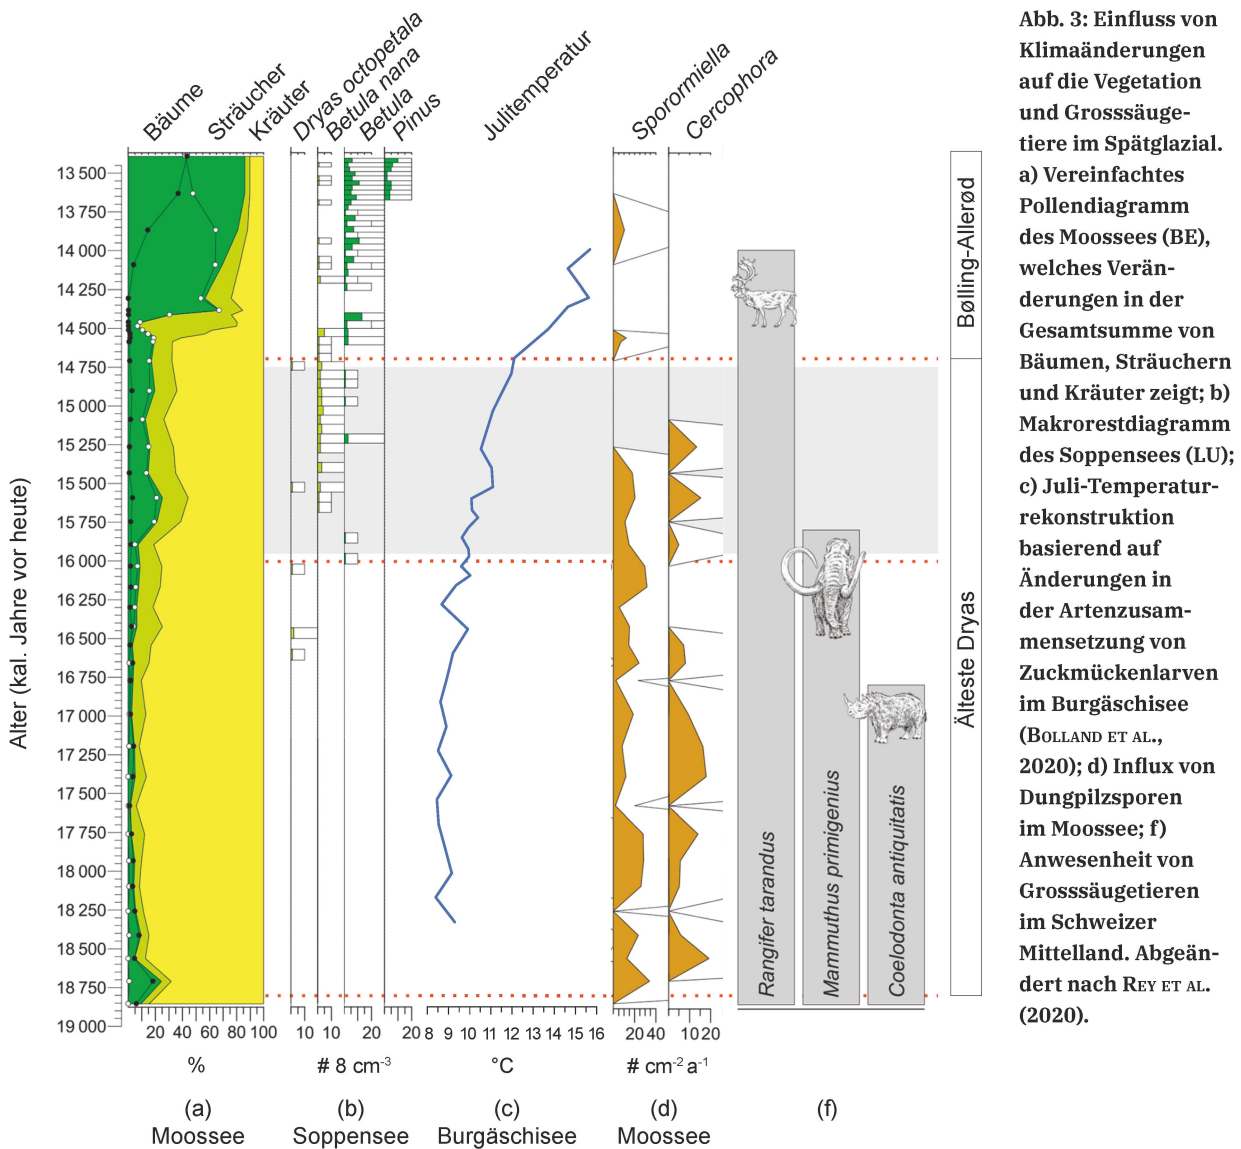 Bäume
Sträucher
Kräuter
Dryas octopetala
Betula nana
Betula
Pinus
Julitemperatur
Sporormiella
Cercophora
Alter (kal. Jahre vor heute)
13 500
13 750
14 000
14 250
14 500
14 750
15 000
15 250
15 500
15 750
16 000
16 250
16 500
16 750
17 000
17 250
17 500
17 750
18 000
18 250
18 500
18 750
19 000
Rangifer tarandus
Mammuthus primigenius
Coelodonta antiquitatis
Bølling-Allerød
Älteste Dryas
20 40 60 80 100
10
10
20
20
8 9 10 11 12 13 14 15 16
20 40
10 20
%
# 8 cm-3
°C
# cm-2 a-1
(a)
(b)
(c)
(d)
(f)
Moossee
Soppensee
Burgäschisee
Moossee
Abb. 3: Einfluss von
Klimaänderungen
auf die Vegetation
und Grosssäuge-
tiere im Spätglazial.
a) Vereinfachtes
Pollendiagramm
des Moossees (BE),
welches Verän-
derungen in der
Gesamtsumme von
Bäumen, Sträuchern
und Kräuter zeigt; b)
Makrorestdiagramm
des Soppensees (LU);
c) Juli-Temperatur-
rekonstruktion
basierend auf
Änderungen in
der Artenzusam-
mensetzung von
Zuckmückenlarven
im Burgäschisee
(BOLLAND ET AL.,
2020); d) Influx von
Dungpilzsporen
im Moossee; f)
Anwesenheit von
Grosssäugetieren
im Schweizer
Mittelland. Abgeän-
dert nach REY ET AL.
(2020).